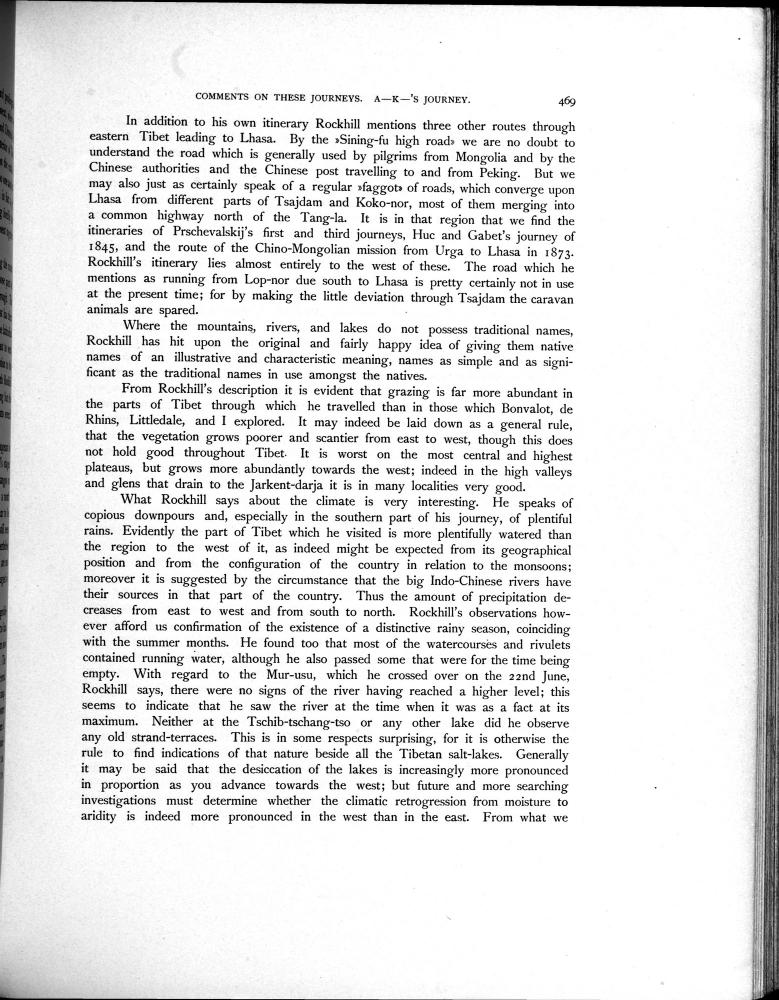 COMMENTS ON THESE JOURNEYS. A—K—'S JOURNEY. 469
In addition to his own itinerary Rockhill mentions three other routes through
eastern Tibet leading to Lhasa. By the »Sining-fu high road» we are no doubt to
understand the road which is generally used by pilgrims from Mongolia and by the
Chinese authorities and the Chinese post travelling to and from Peking. But we
may also just as certainly speak of a regular »faggot» of roads, which converge upon
Lhasa from different parts of Tsajdam and Koko-nor, most of them merging into
a common highway north of the Tang-la. It is in that region that we find the
itineraries of Prschevalskij's first and third journeys, Huc and Gabet's journey of
1845, and the route of the Chino-Mongolian mission from Urga to Lhasa in 1873.
Rockhill's itinerary lies almost entirely to the west of these. The road which he
mentions as running from Lop-nor due south to Lhasa is pretty certainly not in use
at the present time; for by making the little deviation through Tsajdam the caravan
animals are spared.
Where the mountains, rivers, and lakes do not possess traditional names,
Rockhill has hit upon the original and fairly happy idea of giving them native
names of an illustrative and characteristic meaning, names as simple and as signi-
ficant as the traditional names in use amongst the natives.
From Rockhill's description it is evident that grazing is far more abundant in
the parts of Tibet through which he travelled than in those which Bonvalot, de
Rhins, Littledale, and I explored. It may indeed be laid down as a general rule,
that the vegetation grows poorer and scantier from east to west, though this does
not hold good throughout Tibet. It is worst on the most central and highest
plateaus, but grows more abundantly towards the west; indeed in the high valleys
and glens that drain to the Jarkent-darja it is in many localities very good.
What Rockhill says about the climate is very interesting. He speaks of
copious downpours and, especially in the southern part of his journey, of plentiful
rains. Evidently the part of Tibet which he visited is more plentifully watered than
the region to the west of it, as indeed might be expected from its geographical
position and from the configuration of the country in relation to the monsoons;
moreover it is suggested by the circumstance that the big Indo-Chinese rivers have
their sources in that part of the country. Thus the amount of precipitation de-
creases from east to west and from south to north. Rockhill's observations how-
ever afford us confirmation of the existence of a distinctive rainy season, coinciding
with the summer months. He found too that most of the watercourses and rivulets
contained running water, although he also passed some that were for the time being
empty. With regard to the Mur-usu, which he crossed over on the 22nd June,
Rockhill says, there were no signs of the river having reached a higher level; this
seems to indicate that he saw the river at the time when it was as a fact at its
maximum. Neither at the Tschib-tschang-tso or any other lake did he observe
any old strand-terraces. This is in some respects surprising, for it is otherwise the
rule to find indications of that nature beside all the Tibetan salt-lakes. Generally
it may be said that the desiccation of the lakes is increasingly more pronounced
in proportion as you advance towards the west; but future and more searching
investigations must determine whether the climatic retrogression from moisture to
aridity is indeed more pronounced in the west than in the east. From what we